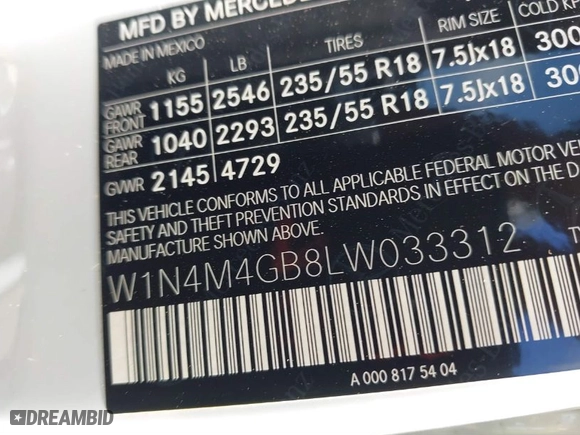 MFD BY MERCEDE
MADE IN MEXICO
KG LB TIRES RIM SIZE COLD KP
GAWR FRONT 1155 2546 235/55 R18 7.5Jx18 300
GAWR REAR 1040 2293 235/55 R18 7.5Jx18 300
GVWR 2145 4729
THIS VEHICLE CONFORMS TO ALL APPLICABLE FEDERAL MOTOR VEH
SAFETY AND THEFT PREVENTION STANDARDS IN EFFECT ON THE D
MANUFACTURE SHOWN ABOVE.
W1N4M4GB8LW033312
A 000 817 54 04
DREAMBID